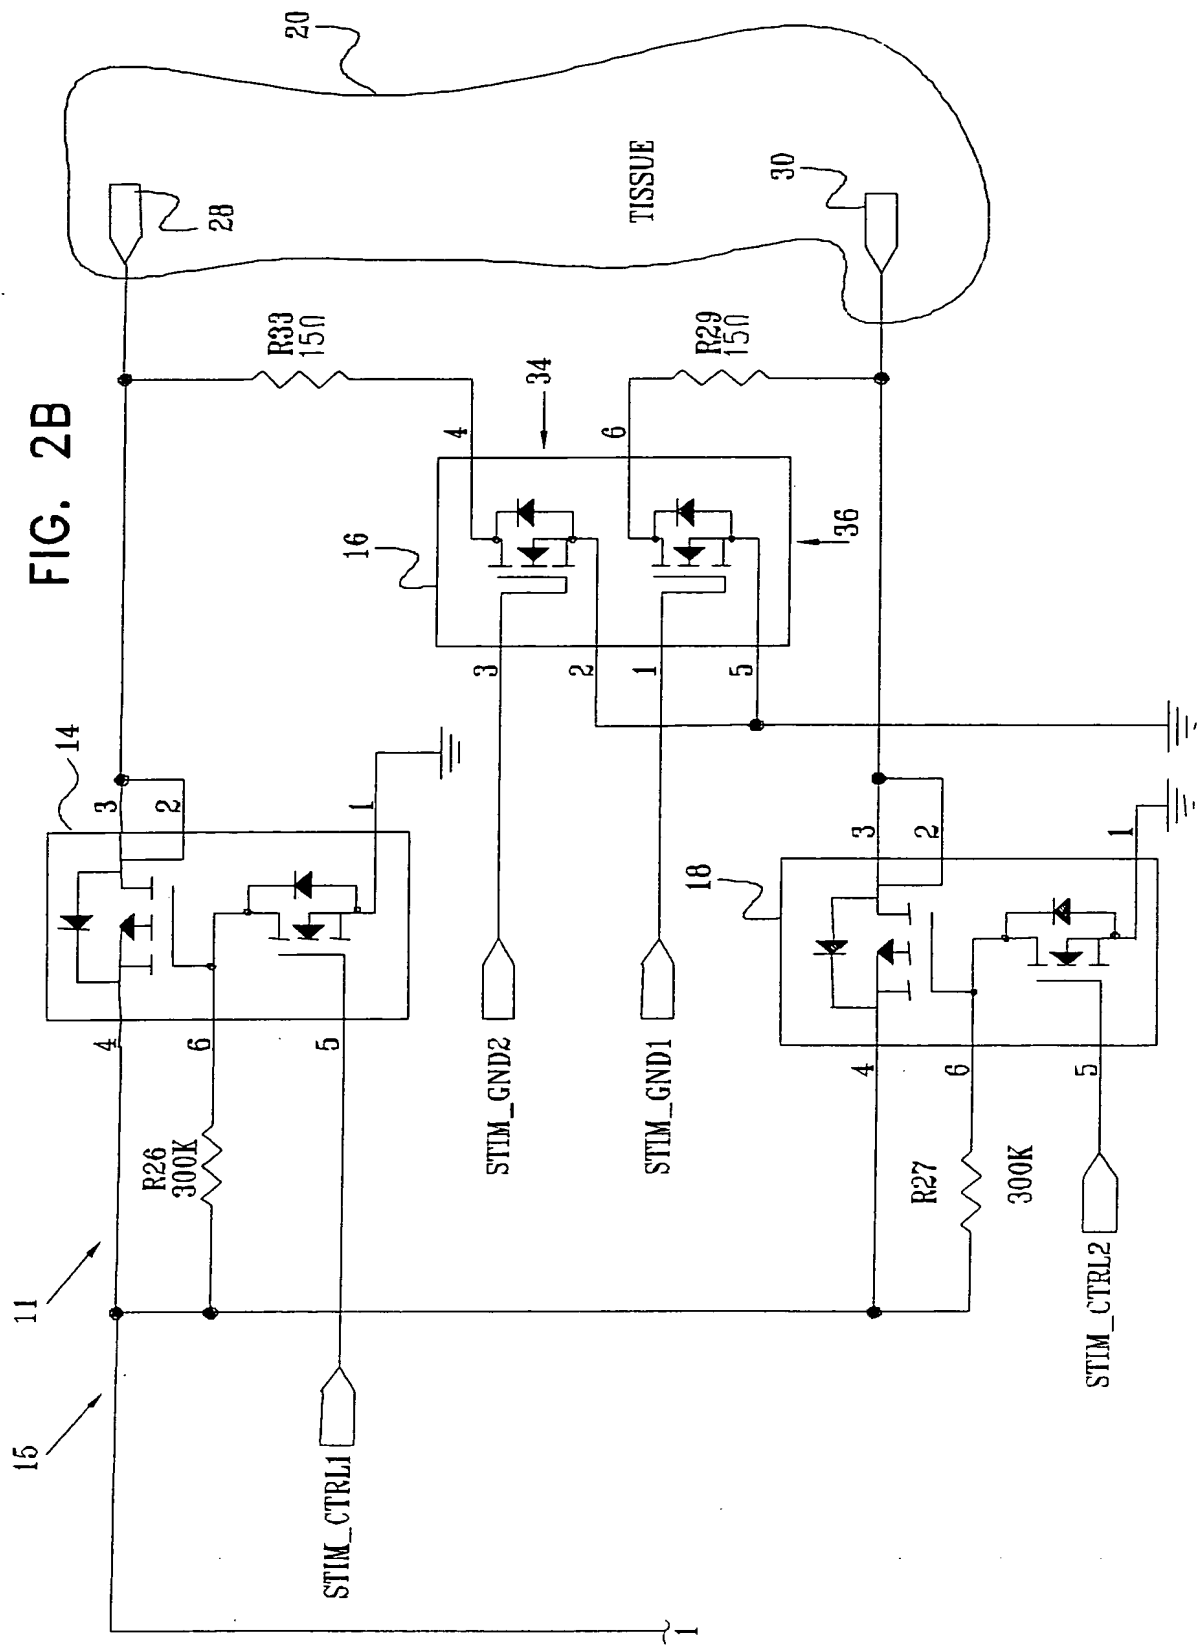 FIG. 2B
15
11
14
20
4
3
R26
300K
2
28
6
R33
15Ω
STIM_CTRL1
5
1
16
4
3
34
STIM_GND2
2
6
TISSUE
STIM_GND1
1
R29
15Ω
1
18
5
30
36
4
3
R27
6
2
300K
STIM_CTRL2
5
1